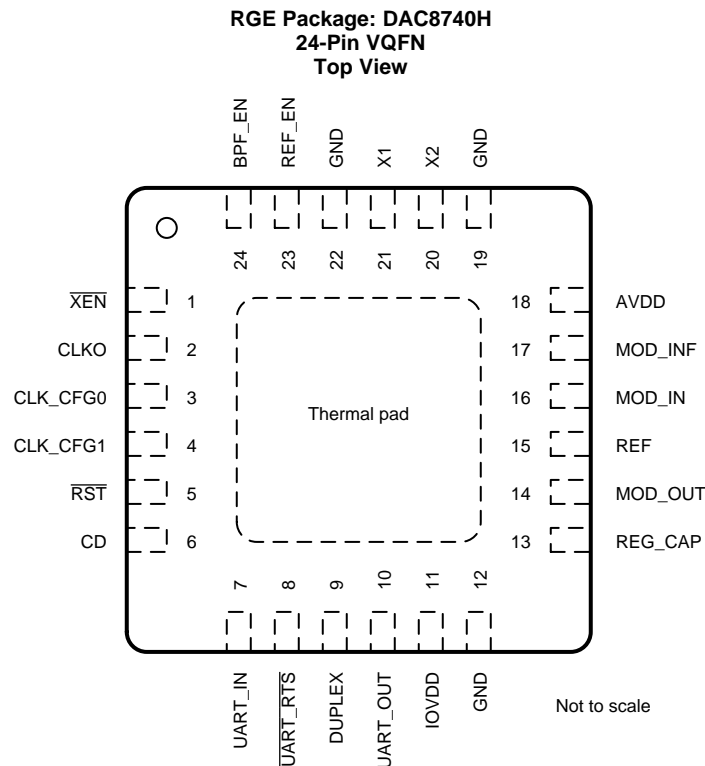 RGE Package: DAC8740H
24-Pin VQFN
Top View
BPF_EN
REF_EN
GND
X1
X2
GND
24
23
22
21
20
19
XEN
1
CLKO
2
CLK_CFG0
3
CLK_CFG1
4
RST
5
CD
6
18
AVDD
17
MOD_INF
16
MOD_IN
15
REF
14
MOD_OUT
13
REG_CAP
Thermal pad
7
8
9
10
11
12
UART_IN
UART_RTS
DUPLEX
UART_OUT
IOVDD
GND
Not to scale